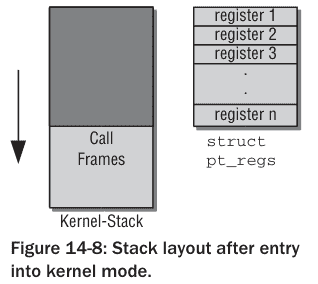 register 1
register 2
register 3
.
.
register n
struct
pt_regs
Call
Frames
Kernel-Stack
Figure 14-8: Stack layout after entry
into kernel mode.